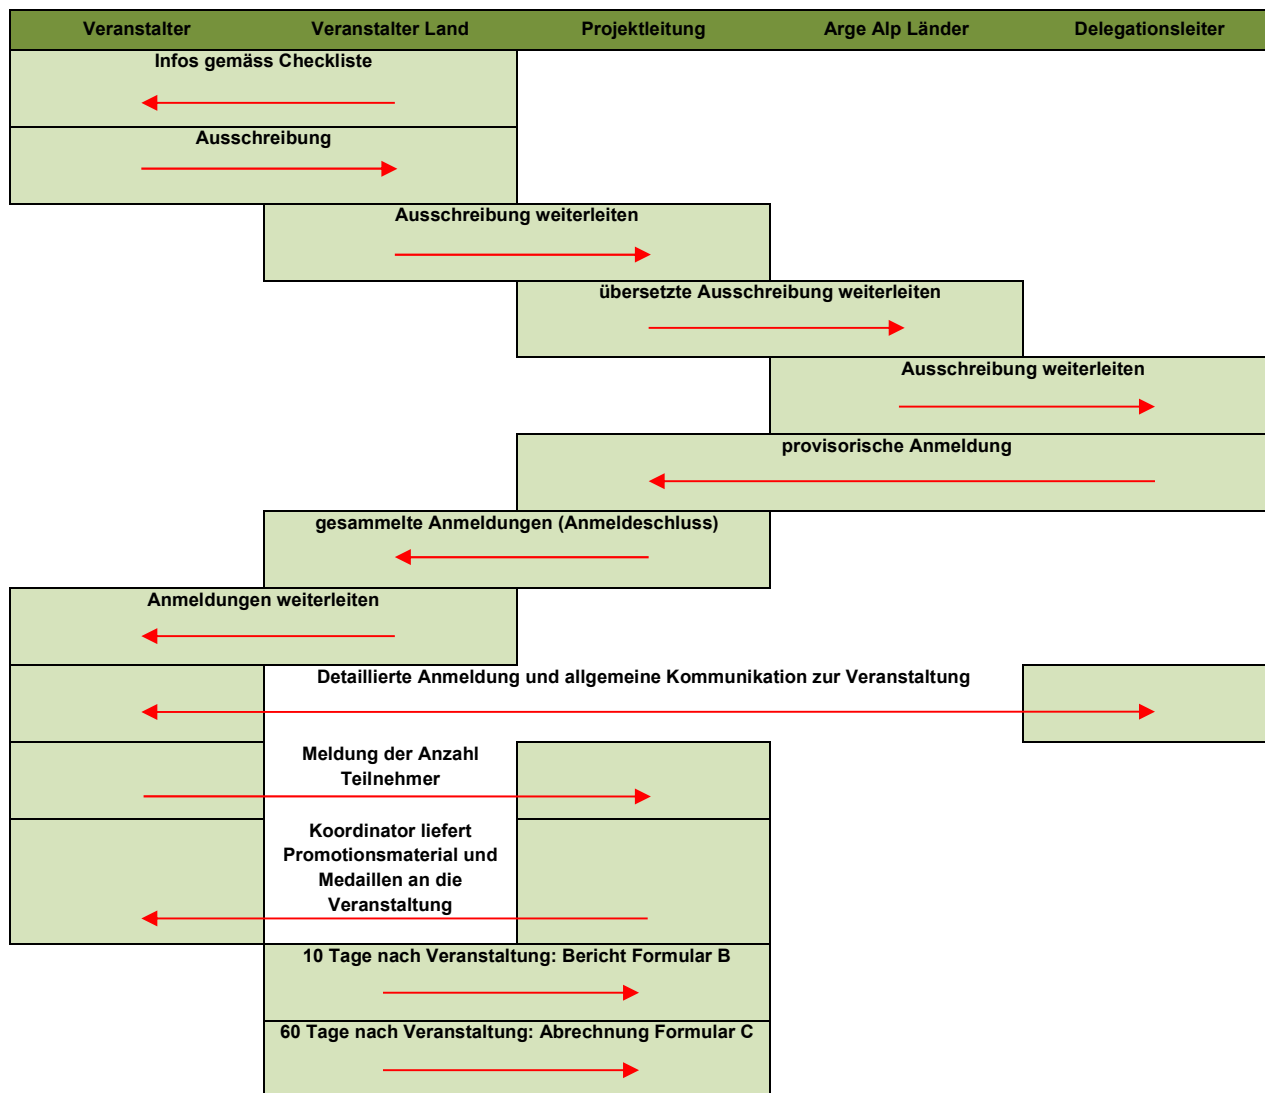 Veranstalter Veranstalter Land Projektleitung Arge Alp Länder Delegationsleiter
Infos gemäss Checkliste
Ausschreibung
Ausschreibung weiterleiten
übersetzte Ausschreibung weiterleiten
Ausschreibung weiterleiten
provisorische Anmeldung
gesammelte Anmeldungen (Anmeldeschluss)
Anmeldungen weiterleiten
Detaillierte Anmeldung und allgemeine Kommunikation zur Veranstaltung
Meldung der Anzahl
Teilnehmer
Koordinator liefert
Promotionsmaterial und
Medaillen an die
Veranstaltung
10 Tage nach Veranstaltung: Bericht Formular B
60 Tage nach Veranstaltung: Abrechnung Formular C